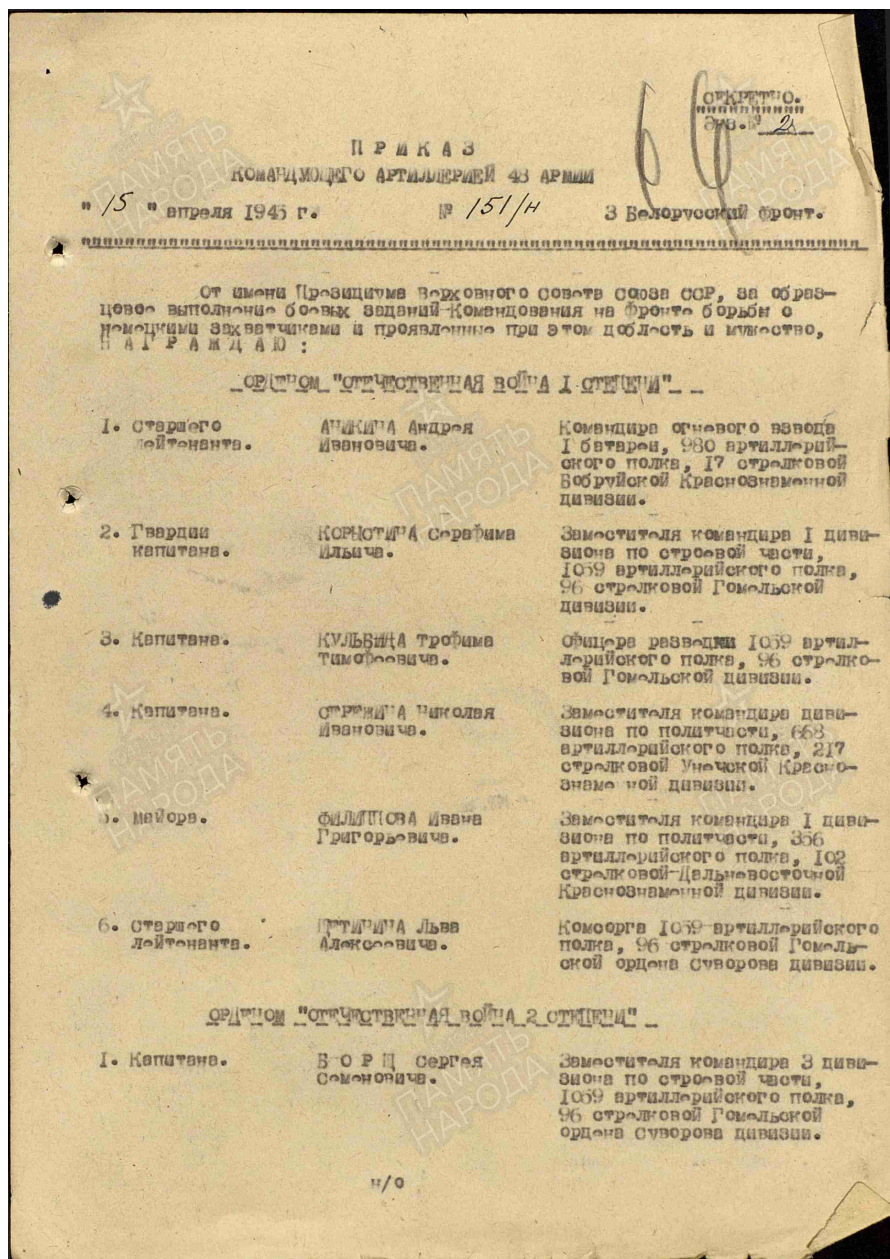 СЕКРЕТНО.
Экз.№ 2
П Р И К А З
КОМАНДУЮЩЕГО АРТИЛЛЕРИЕЙ 48 АРМИИ
" 15 " апреля 1945 г. № 151/н 3 Белорусский фронт.
От имени Президиума Верховного Совета Союза ССР, за образ-
цовое выполнение боевых заданий Командования на фронте борьбы с
немецкими захватчиками и проявленные при этом доблесть и мужество,
Н А Г Р А Ж Д А Ю :
ОРДЕНОМ "ОТЕЧЕСТВЕННАЯ ВОЙНА I СТЕПЕНИ"
1. Старшего лейтенанта. АНИКИНА Андрея Ивановича. Командира огневого взвода
I батареи, 980 артиллерий-
ского полка, 17 стрелковой
Бобруйской Краснознаменной
дивизии.
2. Гвардии капитана. КОРЫСТИНА Серафима Ильича. Заместителя командира I диви-
зиона по строевой части,
1059 артиллерийского полка,
96 стрелковой Гомельской
дивизии.
3. Капитана. КУЛЬБИДА Трофима Тимофеевича. Офицера разведки 1059 артил-
лерийского полка, 96 стрелко-
вой Гомельской дивизии.
4. Капитана. Николая Ивановича. Заместителя командира диви-
зиона по политчасти, 668
артиллерийского полка, 217
стрелковой Унечской Красно-
знаме ной дивизии.
5. Майора. ФИЛИППОВА Ивана Григорьевича. Заместителя командира I диви-
зиона по политчасти, 356
артиллерийского полка, 102
стрелковой-Дальневосточной
Краснознаменной дивизии.
6. Старшего лейтенанта. Льва Алексеевича. Комсорга 1059 артиллерийского
полка, 96 стрелковой Гомель-
ской ордена Суворова дивизии.
ОРДЕНОМ "ОТЕЧЕСТВЕННАЯ ВОЙНА 2 СТЕПЕНИ"
1. Капитана. Б О Р Щ Сергея Семеновича. Заместителя командира 3 диви-
зиона по строевой части,
1059 артиллерийского полка,
96 стрелковой Гомельской
ордена Суворова дивизии.
н/о